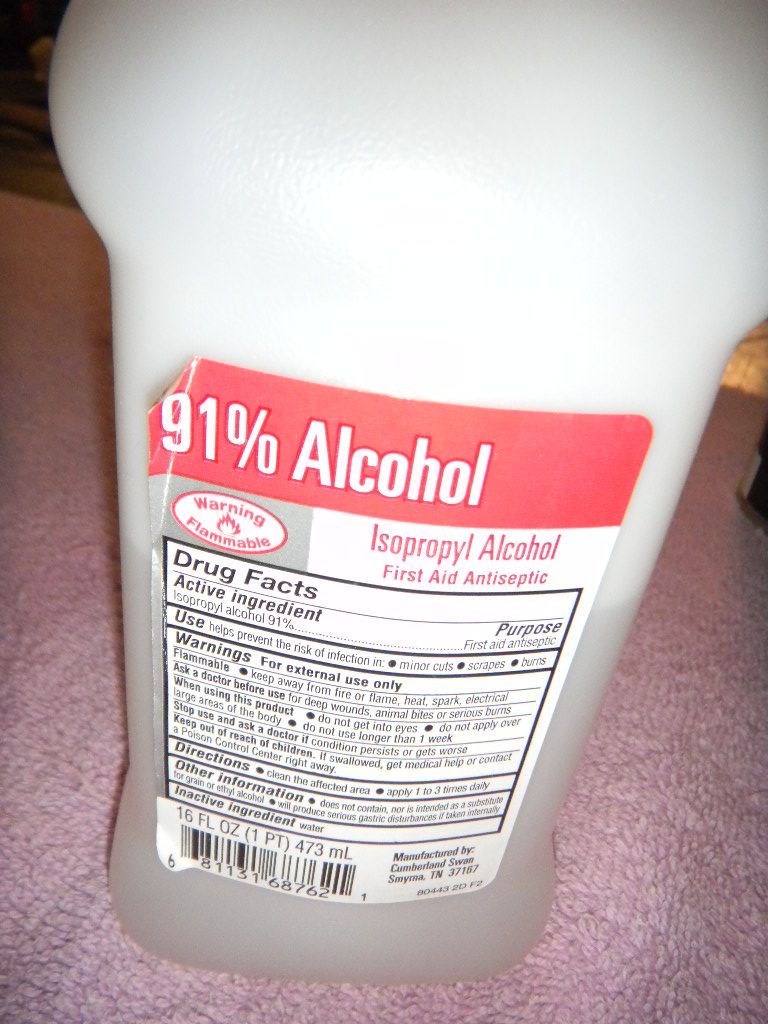 91% Alcohol
Warning
Flammable
Isopropyl Alcohol
First Aid Antiseptic
Drug Facts
Active ingredient Purpose
Isopropyl alcohol 91%..........................................First aid antiseptic
Use helps prevent the risk of infection in: ● minor cuts ● scrapes ● burns
Warnings For external use only
Flammable ● keep away from fire or flame, heat, spark, electrical
Ask a doctor before use for deep wounds, animal bites or serious burns
When using this product ● do not get into eyes ● do not apply over
large areas of the body ● do not use longer than 1 week
Stop use and ask a doctor if condition persists or gets worse
Keep out of reach of children. If swallowed, get medical help or contact
a Poison Control Center right away.
Directions ● clean the affected area ● apply 1 to 3 times daily
Other information ● does not contain, nor is intended as a substitute
for grain or ethyl alcohol ● will produce serious gastric disturbances if taken internally
Inactive ingredient water
16 FL OZ (1 PT) 473 mL
6 81131 68762 1
Manufactured by:
Cumberland Swan
Smyrna, TN 37167
80443 2D F2